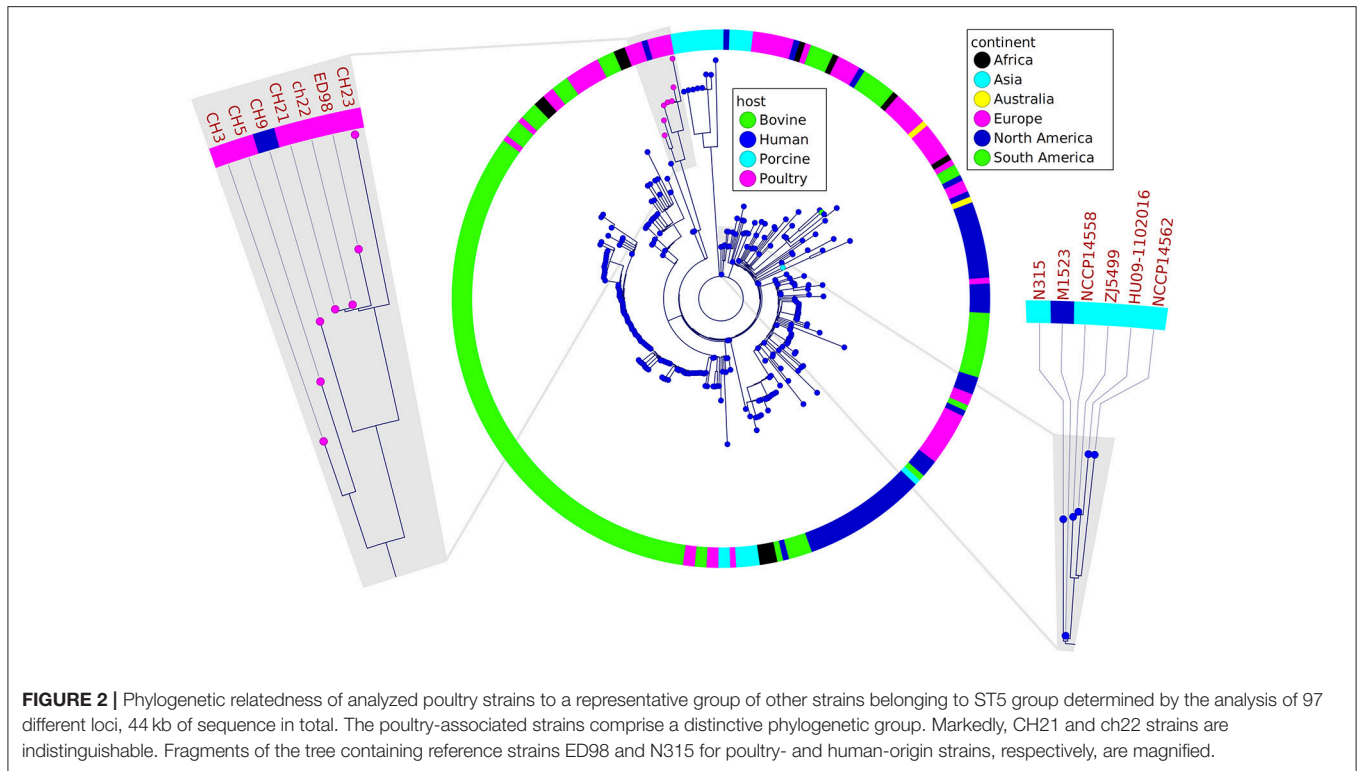 CH3
CH5
CH9
CH21
ch22
ED98
CH23
host
Bovine
Human
Porcine
Poultry
continent
Africa
Asia
Australia
Europe
North America
South America
N315
M1523
NCCP14558
ZJ5499
HU09-1102016
NCCP14562
FIGURE 2 | Phylogenetic relatedness of analyzed poultry strains to a representative group of other strains belonging to ST5 group determined by the analysis of 97
different loci, 44 kb of sequence in total. The poultry-associated strains comprise a distinctive phylogenetic group. Markedly, CH21 and ch22 strains are
indistinguishable. Fragments of the tree containing reference strains ED98 and N315 for poultry- and human-origin strains, respectively, are magnified.